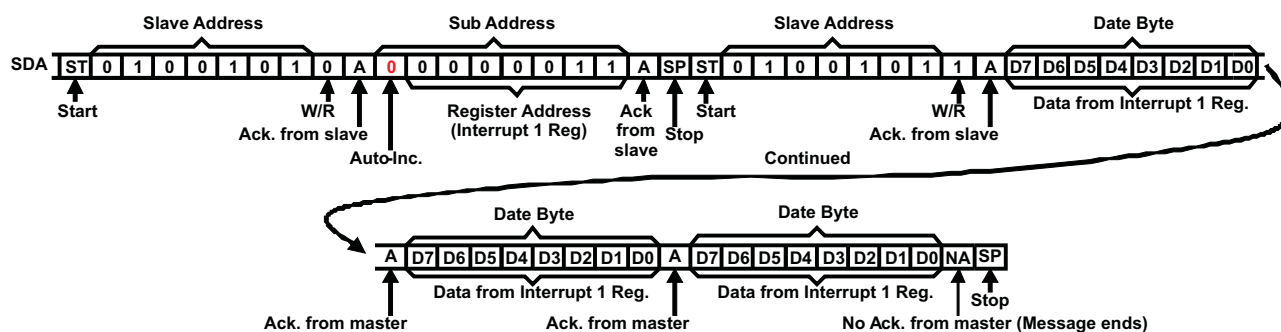 Slave Address Sub Address Slave Address Date Byte
SDA ST 0 1 0 0 1 0 1 0 A 0 0 0 0 0 0 1 1 A SP ST 0 1 0 0 1 0 1 1 A D7 D6 D5 D4 D3 D2 D1 D0
Start W/R Register Address Ack Start W/R Data from Interrupt 1 Reg.
Ack. from slave (Interrupt 1 Reg) from Stop Ack. from slave
slave
Auto-Inc. Continued
Date Byte Date Byte
A D7 D6 D5 D4 D3 D2 D1 D0 A D7 D6 D5 D4 D3 D2 D1 D0 NA SP
Data from Interrupt 1 Reg. Data from Interrupt 1 Reg. Stop
Ack. from master Ack. from master No Ack. from master (Message ends)